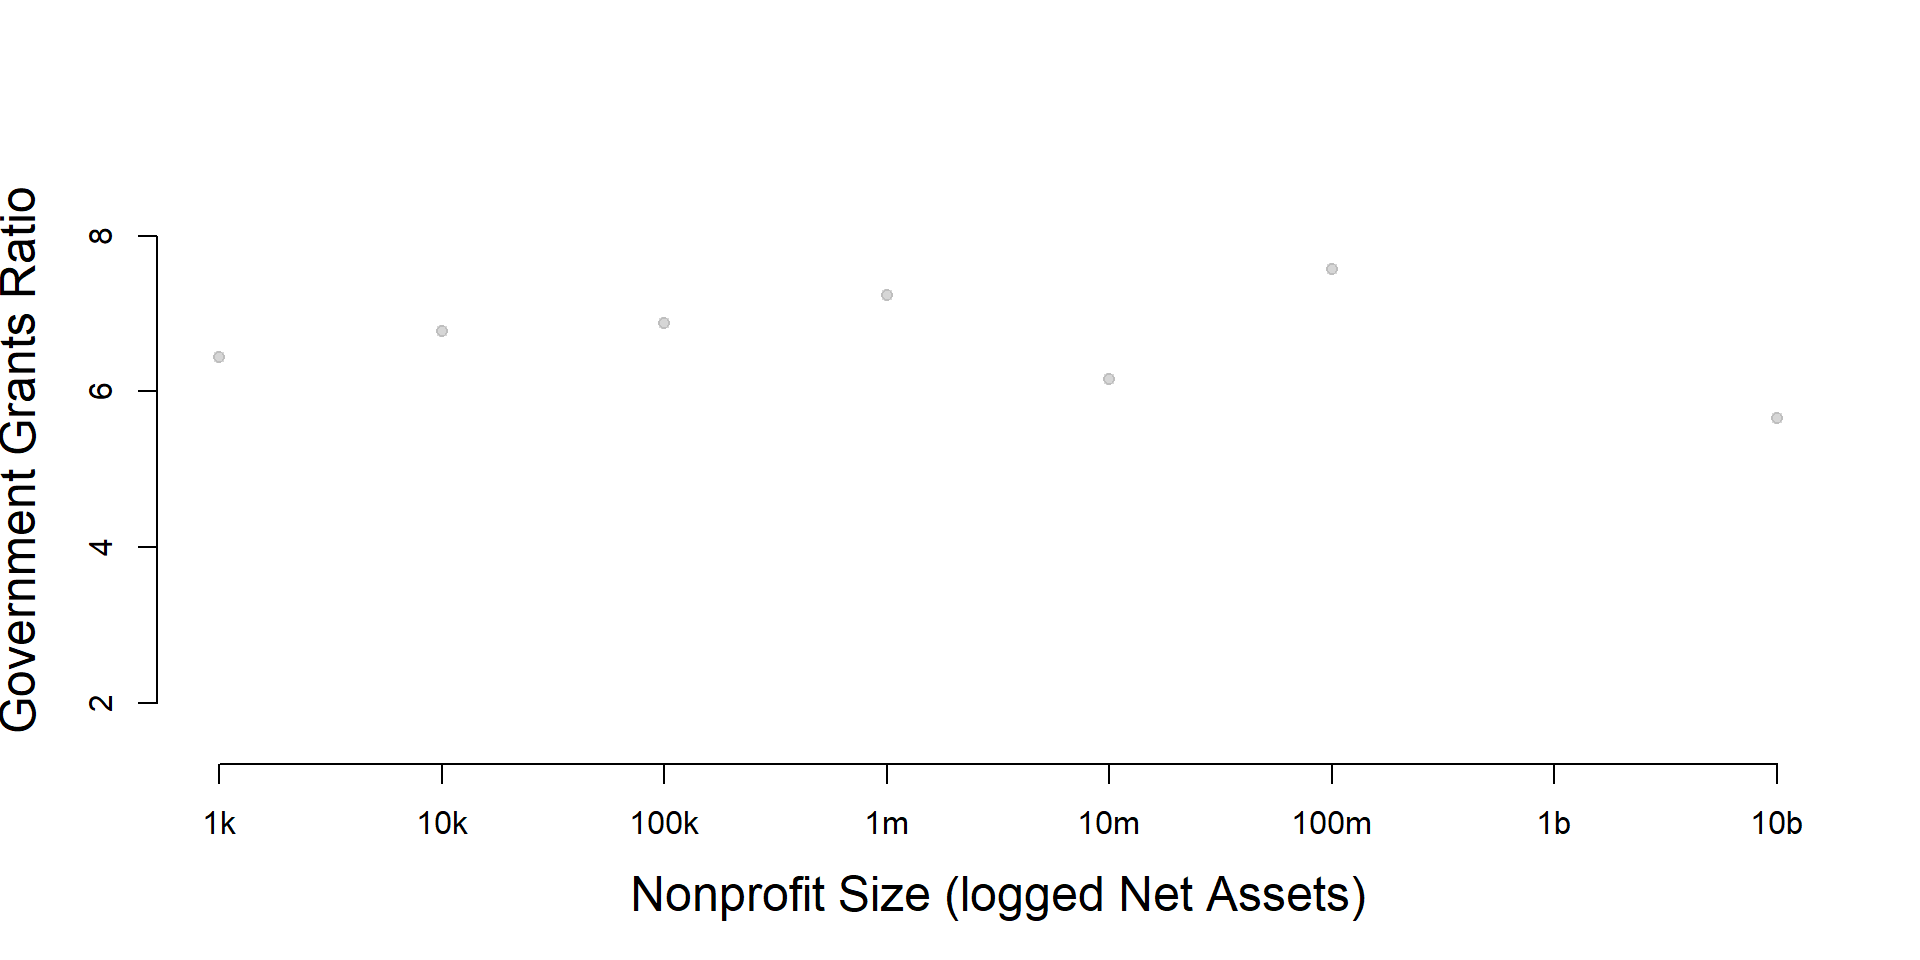 Government Grants Ratio
8
6
4
2
1k 10k 100k 1m 10m 100m 1b 10b
Nonprofit Size (logged Net Assets)